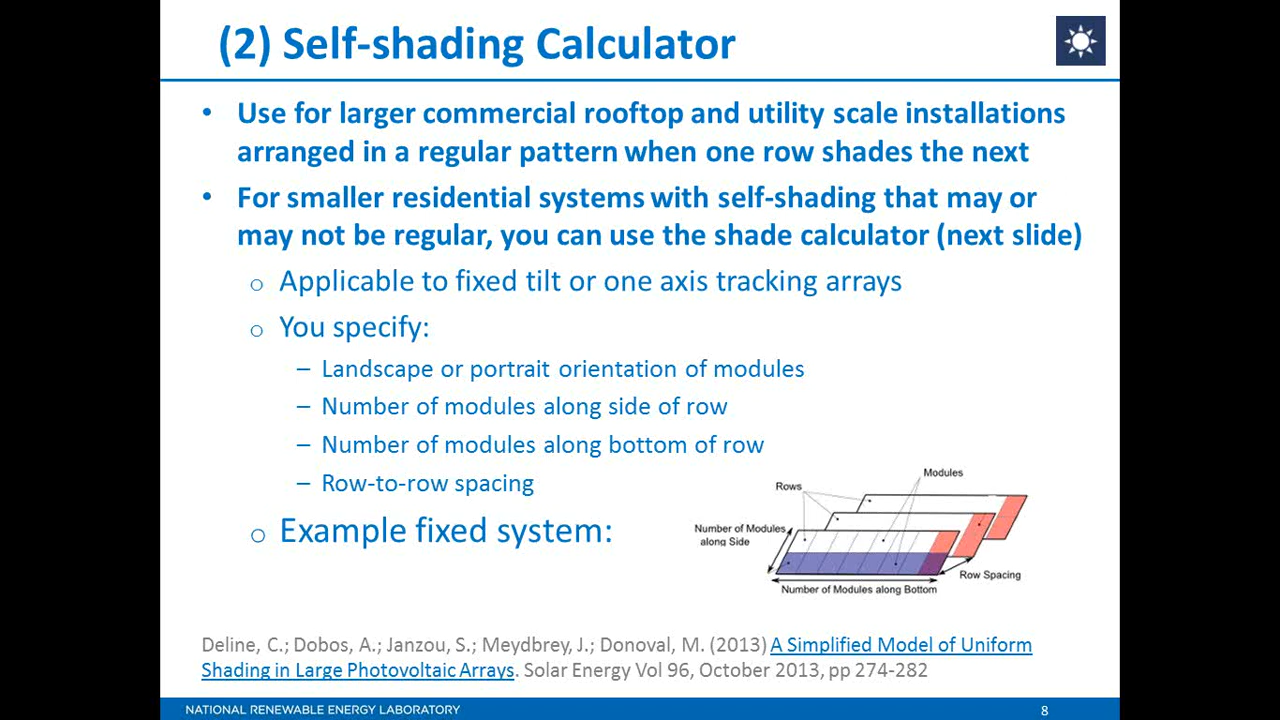 (2) Self-shading Calculator
• Use for larger commercial rooftop and utility scale installations
arranged in a regular pattern when one row shades the next
• For smaller residential systems with self-shading that may or
may not be regular, you can use the shade calculator (next slide)
o Applicable to fixed tilt or one axis tracking arrays
o You specify:
– Landscape or portrait orientation of modules
– Number of modules along side of row
– Number of modules along bottom of row
– Row-to-row spacing
o Example fixed system:
Modules
Rows
Number of Modules
along Side
Row Spacing
Number of Modules along Bottom
Deline, C.; Dobos, A.; Janzou, S.; Meydbrey, J.; Donoval, M. (2013) A Simplified Model of Uniform
Shading in Large Photovoltaic Arrays. Solar Energy Vol 96, October 2013, pp 274-282
NATIONAL RENEWABLE ENERGY LABORATORY
8